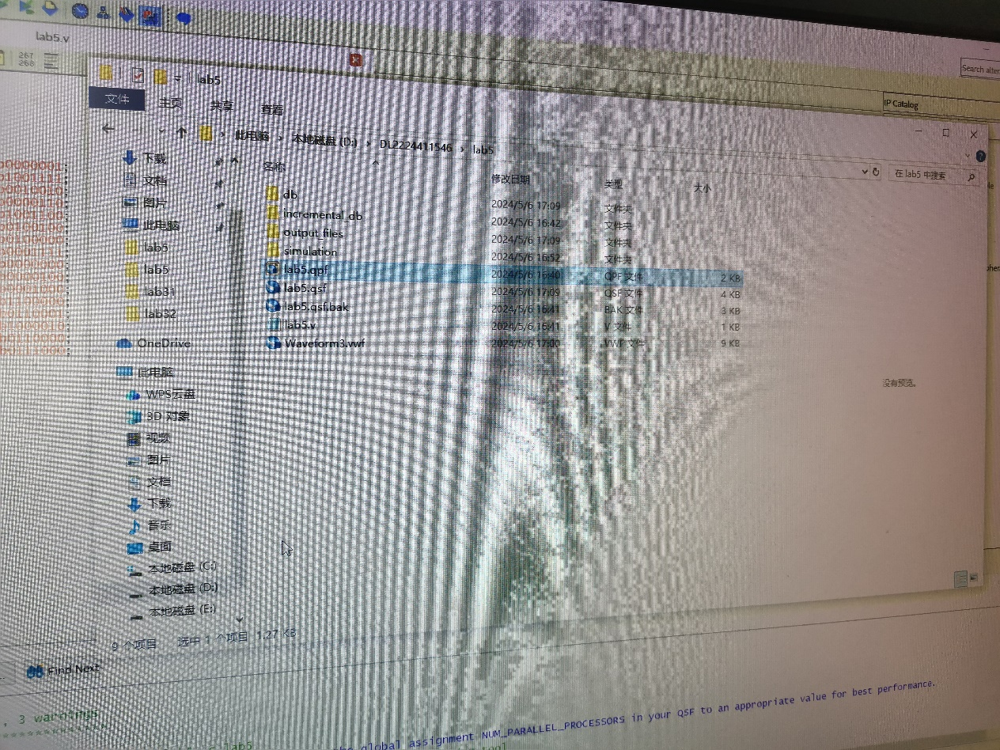 lab5.v
267
268
Search alter
IP Catalog
lab5
文件 主页 共享 查看
此电脑 › 本地磁盘 (D:) › DL2224411546 › lab5
在 lab5 中搜索
名称 修改日期 类型 大小
db 2024/5/6 17:09 文件夹
incremental_db 2024/5/6 16:42 文件夹
output_files 2024/5/6 17:09 文件夹
simulation 2024/5/6 16:52 文件夹
lab5.qpf 2024/5/6 16:40 QPF 文件 2 KB
lab5.qsf 2024/5/6 17:09 QSF 文件 4 KB
lab5.qsf.bak 2024/5/6 16:41 BAK 文件 3 KB
lab5.v 2024/5/6 16:41 V 文件 1 KB
Waveform3.vwf 2024/5/6 17:00 VWF 文件 9 KB
下载
文档
图片
此电脑
lab5
lab5
lab31
lab32
OneDrive
此电脑
WPS云盘
3D 对象
视频
图片
文档
下载
音乐
桌面
本地磁盘 (C:)
本地磁盘 (D:)
本地磁盘 (E:)
没有预览。
9 个项目 选中 1 个项目 1.27 KB
Find Next
global assignment NUM_PARALLEL_PROCESSORS in your QSF to an appropriate value for best performance.
, 3 warnings
lab5
tool